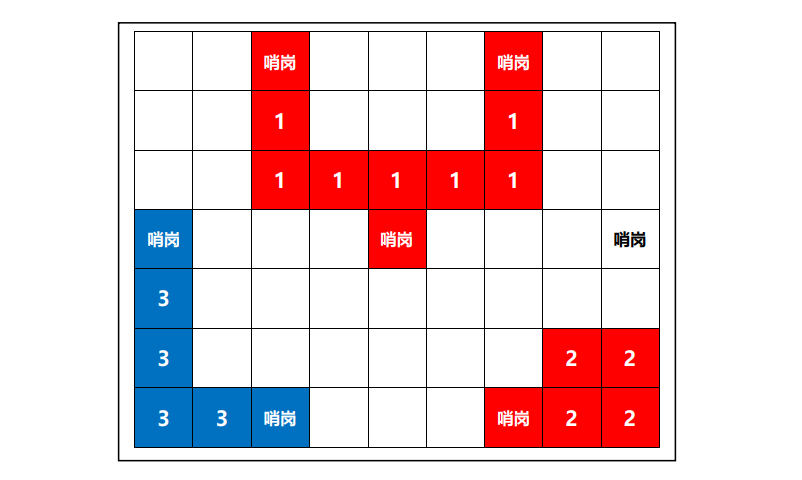 哨岗 哨岗
1 1
1 1 1 1 1
哨岗 哨岗 哨岗
3
3 2 2
3 3 哨岗 哨岗 2 2